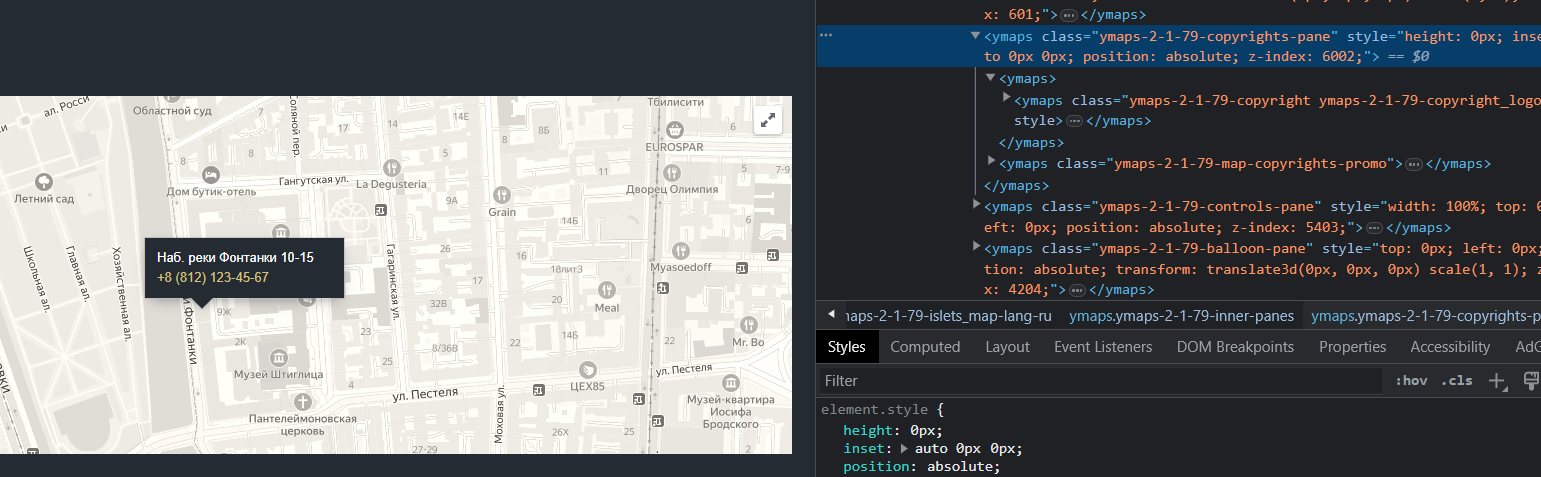 ал. Росси
Областной суд
Соляной пер.
17
14
14Е
8
8Б
Тбилисити
6
EUROSPAR
5
7-9
Летний сад
Дом бутик-отель
Гангутская ул.
La Degusteria
Grain
Дворец Олимпия
9А
14Б
Школьная ал.
Главная ал.
Хозяйственная ал.
Гагаринская ул.
26
Myasoedoff
18лит3
Наб. реки Фонтанки 10-15
+8 (812) 123-45-67
и Фонтанки
9Ж
32В
Meal
23
22
Mr. Bo
2К
8/36В
25
22
Музей Штиглица
4
ул. Пестеля
ЦЕХ85
ул. Пестеля
Моховая ул.
Пантелеймоновская
церковь
Музей-квартира
Иосифа
Бродского
26Х
25
27-29
x: 601;">
</ymaps>
<ymaps class="ymaps-2-1-79-copyrights-pane" style="height: 0px; inse
to 0px 0px; position: absolute; z-index: 6002;"> == $0
<ymaps>
<ymaps class="ymaps-2-1-79-copyright ymaps-2-1-79-copyright_logo
style>
</ymaps>
</ymaps>
<ymaps class="ymaps-2-1-79-map-copyrights-promo">
</ymaps>
</ymaps>
<ymaps class="ymaps-2-1-79-controls-pane" style="width: 100%; top: 0
eft: 0px; position: absolute; z-index: 5403;">
</ymaps>
<ymaps class="ymaps-2-1-79-balloon-pane" style="top: 0px; left: 0px;
tion: absolute; transform: translate3d(0px, 0px, 0px) scale(1, 1); z
x: 4204;">
</ymaps>
maps-2-1-79-islets_map-lang-ru ymaps.ymaps-2-1-79-inner-panes ymaps.ymaps-2-1-79-copyrights-p
Styles Computed Layout Event Listeners DOM Breakpoints Properties Accessibility AdG
Filter :hov .cls
element.style {
height: 0px;
inset: auto 0px 0px;
position: absolute;